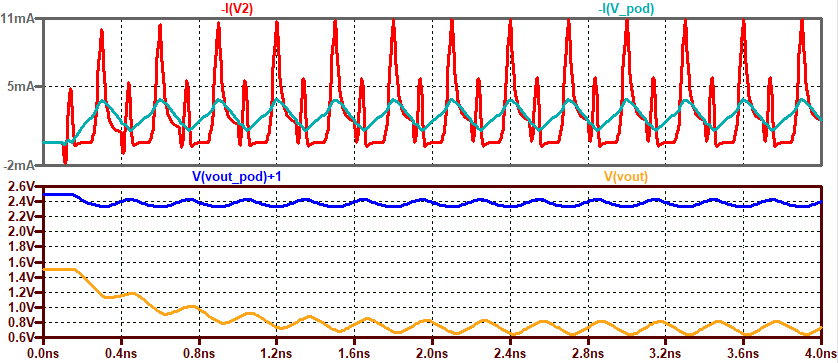 -I(V2) -I(V_pod)
11mA
5mA
-2mA
V(vout_pod)+1 V(vout)
2.6V
2.4V
2.2V
2.0V
1.8V
1.6V
1.4V
1.2V
1.0V
0.8V
0.6V
0.0ns 0.4ns 0.8ns 1.2ns 1.6ns 2.0ns 2.4ns 2.8ns 3.2ns 3.6ns 4.0ns